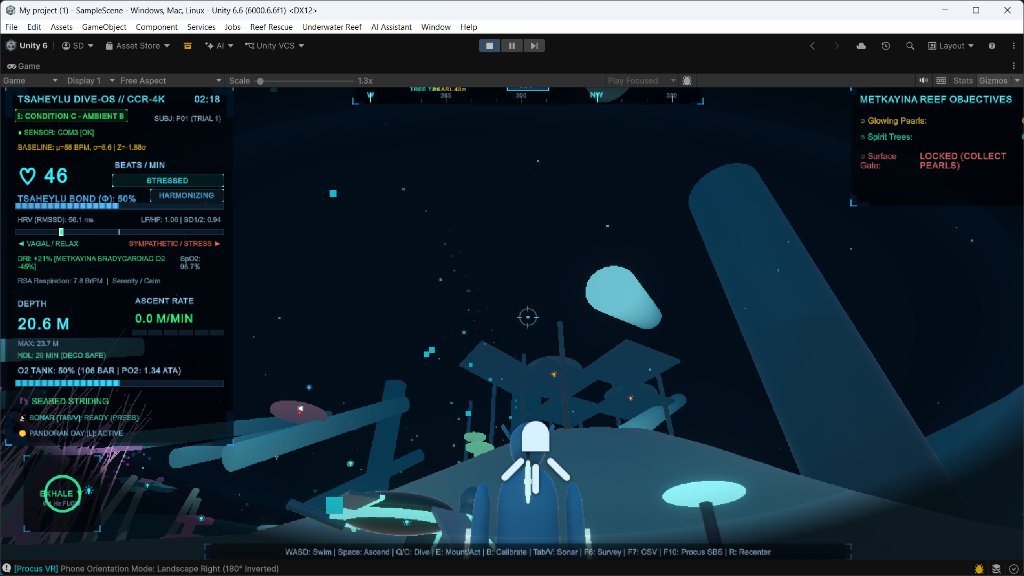 My project (1) - SampleScene - Windows, Mac, Linux - Unity 6.6 (6000.6.6f1) <DX12>
File Edit Assets GameObject Component Services Jobs Reef Rescue Underwater Reef AI Assistant Window Help
Unity 6 SD Asset Store AI Unity VCS Layout
Game
Game Display 1 Free Aspect Scale 1.3x Play Focused Stats Gizmos
TSAHEYLU DIVE-OS // CCR-4K 02:18
E: CONDITION C - AMBIENT B SUBJ: P01 (TRIAL 1)
SENSOR: COM3 [OK]
BASELINE: μ=58 BPM, σ=6.6 | Z=-1.88σ
BEATS / MIN
46
STRESSED
HARMONIZING
TSAHEYLU BOND (Φ): 50%
HRV (RMSSD): 56.1 ms LF/HF: 1.06 | SD1/2: 0.94
◄ VAGAL / RELAX SYMPATHETIC / STRESS ►
DRI: +21% [METKAYINA BRADYCARDIAC O2 -45%] SpO2: 98.7%
RSA Respiration: 7.8 BrPM | Serenity / Calm
DEPTH ASCENT RATE
20.6 M 0.0 M/MIN
MAX: 23.7 M
NDL: 26 MIN [DECO SAFE]
O2 TANK: 50% (106 BAR | PO2: 1.34 ATA)
SEABED STRIDING
SONAR [TAB/V]: READY (PRESS)
PANDORAN DAY [L]: ACTIVE
EXHALE
W 285 300 NW 330
METKAYINA REEF OBJECTIVES
Glowing Pearls:
Spirit Trees:
Surface Gate: LOCKED (COLLECT PEARLS)
WASD: Swim | Space: Ascend | Q/C: Dive | E: Mount/Act | B: Calibrate | Tab/V: Sonar | F6: Survey | F7: CSV | F10: Procus SBS | R: Recenter
[Procus VR] Phone Orientation Mode: Landscape Right (180° Inverted)